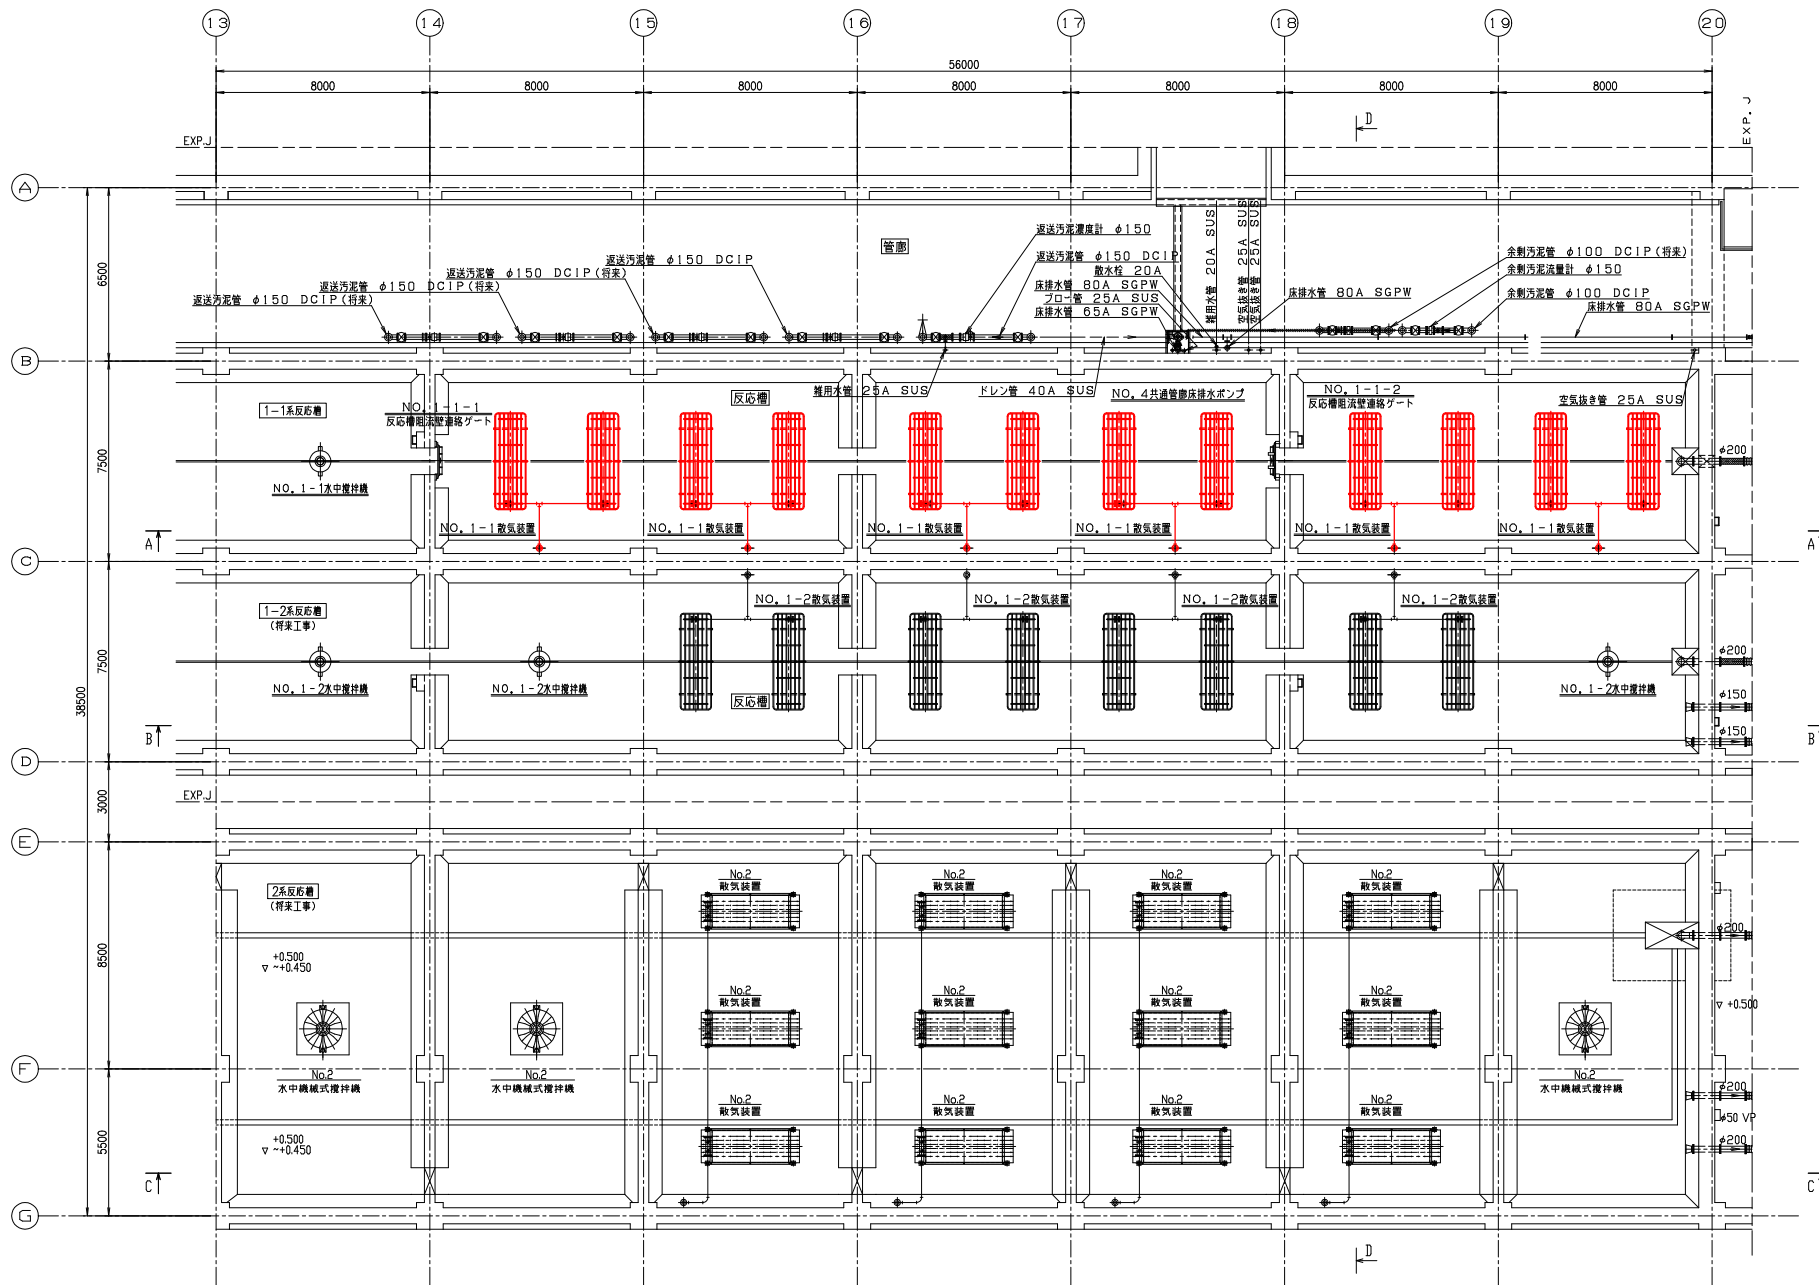 13 14 15 16 17 18 19 20
56000
8000 8000 8000 8000 8000 8000 8000
D
EXP.J
EXP. J
A
管廊
返送汚泥濃度計 φ150
返送汚泥管 φ150 DCIP
返送汚泥管 φ150 DCIP
返送汚泥管 φ150 DCIP(将来)
返送汚泥管 φ150 DCIP(将来)
返送汚泥管 φ150 DCIP(将来)
散水栓 20A
床排水管 80A SGPW
ブロー管 25A SUS
床排水管 65A SGPW
雑用水管 20A SUS
空気抜き管 25A SUS
空気抜き管 25A SUS
床排水管 80A SGPW
余剰汚泥管 φ100 DCIP(将来)
余剰汚泥流量計 φ150
余剰汚泥管 φ100 DCIP
床排水管 80A SGPW
6500
B
雑用水管 25A SUS
ドレン管 40A SUS
NO. 4共通管廊床排水ポンプ
空気抜き管 25A SUS
1-1系反応槽
NO. 1-1-1
反応槽阻流壁連絡ゲート
反応槽
NO. 1-1-2
反応槽阻流壁連絡ゲート
7500
φ200
NO. 1-1水中攪拌機
NO. 1-1散気装置 NO. 1-1散気装置 NO. 1-1散気装置 NO. 1-1散気装置 NO. 1-1散気装置 NO. 1-1散気装置
A A
C
1-2系反応槽
(将来工事)
NO. 1-2散気装置 NO. 1-2散気装置 NO. 1-2散気装置 NO. 1-2散気装置
7500
38500
φ200
NO. 1-2水中攪拌機 NO. 1-2水中攪拌機 NO. 1-2水中攪拌機
反応槽
φ150
φ150
B B
D
EXP.J
3000
E
2系反応槽
(将来工事)
No.2 No.2 No.2 No.2
散気装置 散気装置 散気装置 散気装置
8500
φ200
+0.500
▽ ~+0.450
No.2 No.2 No.2 No.2
散気装置 散気装置 散気装置 散気装置
▽ +0.500
F
No.2 No.2 No.2
水中機械式攪拌機 水中機械式攪拌機 水中機械式攪拌機
φ200
No.2 No.2 No.2 No.2
散気装置 散気装置 散気装置 散気装置
φ50 VP
5500
+0.500
▽ ~+0.450
φ200
C C
G
D